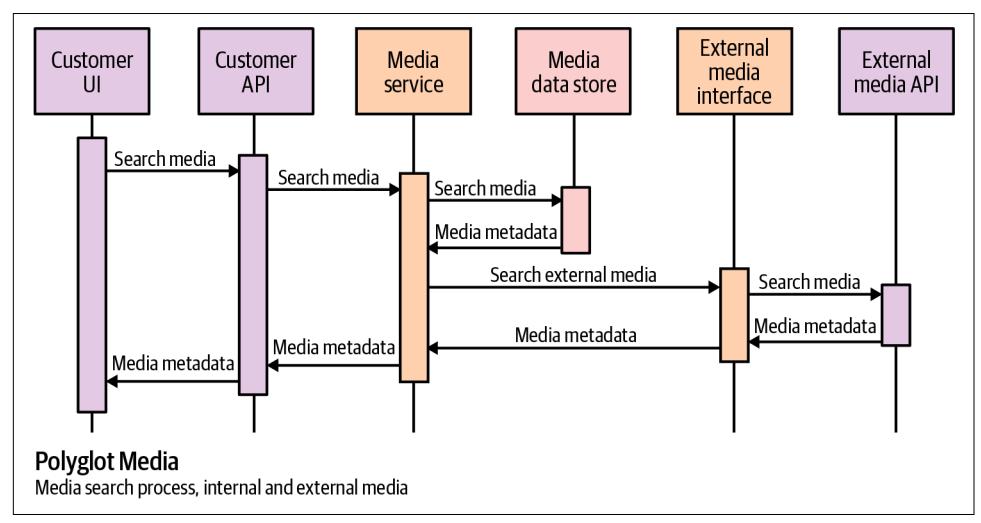 Customer
UI
Customer
API
Media
service
Media
data store
External
media
interface
External
media API
Search media
Search media
Search media
Media metadata
Search external media
Search media
Media metadata
Media metadata
Media metadata
Media metadata
Polyglot Media
Media search process, internal and external media